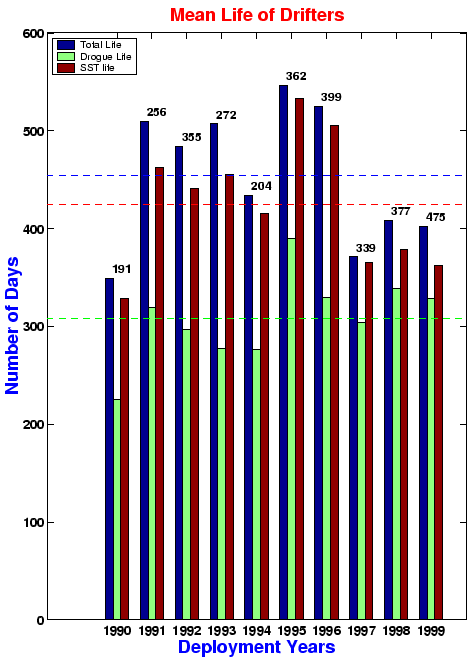 Mean Life of Drifters
600
Total Life
Drogue Life
SST life
362
399
256
272
355
500
204
400
377
475
191
339
300
200
100
0
Number of Days
1990 1991 1992 1993 1994 1995 1996 1997 1998 1999
Deployment Years